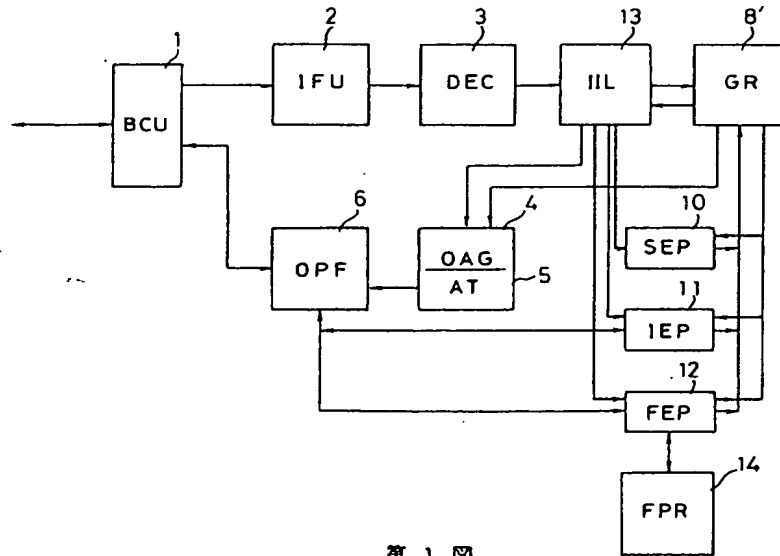 1
2
3
13
8'
BCU
IFU
DEC
IIL
GR
6
4
10
OPF
OAG
AT
5
SEP
11
IEP
12
FEP
14
FPR
第1図